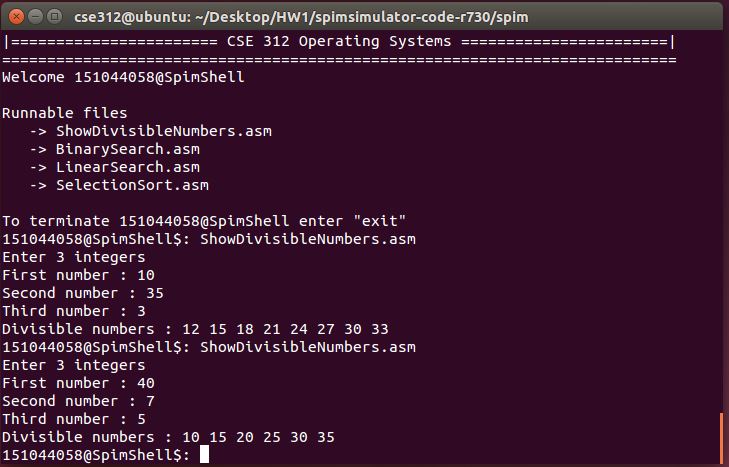 cse312@ubuntu: ~/Desktop/HW1/spimsimulator-code-r730/spim
|======================= CSE 312 Operating Systems =======================|
===========================================================================
Welcome 151044058@SpimShell
Runnable files
-> ShowDivisibleNumbers.asm
-> BinarySearch.asm
-> LinearSearch.asm
-> SelectionSort.asm
To terminate 151044058@SpimShell enter "exit"
151044058@SpimShell$: ShowDivisibleNumbers.asm
Enter 3 integers
First number : 10
Second number : 35
Third number : 3
Divisible numbers : 12 15 18 21 24 27 30 33
151044058@SpimShell$: ShowDivisibleNumbers.asm
Enter 3 integers
First number : 40
Second number : 7
Third number : 5
Divisible numbers : 10 15 20 25 30 35
151044058@SpimShell$: